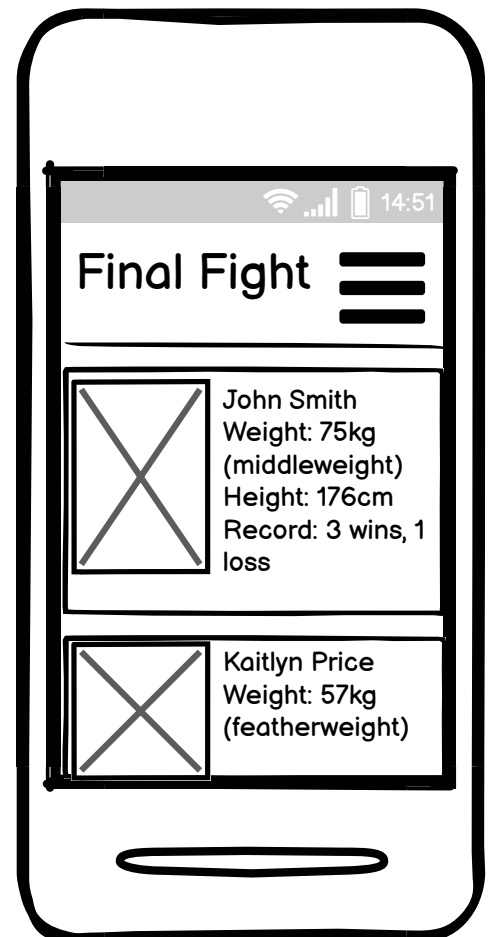 14:51
Final Fight
John Smith
Weight: 75kg
(middleweight)
Height: 176cm
Record: 3 wins, 1
loss
Kaitlyn Price
Weight: 57kg
(featherweight)